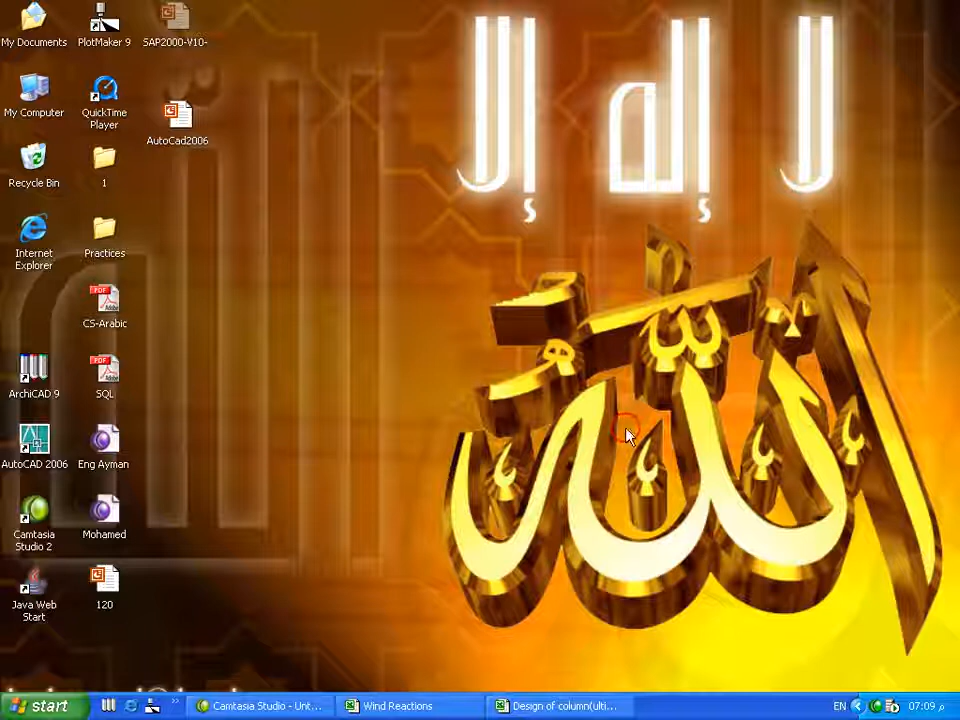 لا إله إلا
الله
My Documents
PlotMaker 9
SAP2000-V10-
My Computer
QuickTime Player
AutoCad2006
Recycle Bin
1
Internet Explorer
Practices
CS-Arabic
ArchiCAD 9
SQL
AutoCAD 2006
Eng Ayman
Camtasia Studio 2
Mohamed
Java Web Start
120
start
Camtasia Studio - Unt...
Wind Reactions
Design of column(ulti...
EN
07:09 م